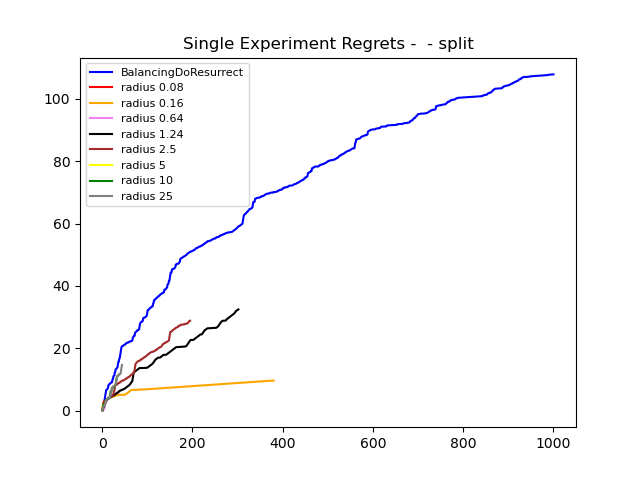 Single Experiment Regrets -  - split
BalancingDoResurrect
radius 0.08
radius 0.16
radius 0.64
radius 1.24
radius 2.5
radius 5
radius 10
radius 25
100
80
60
40
20
0
0 200 400 600 800 1000